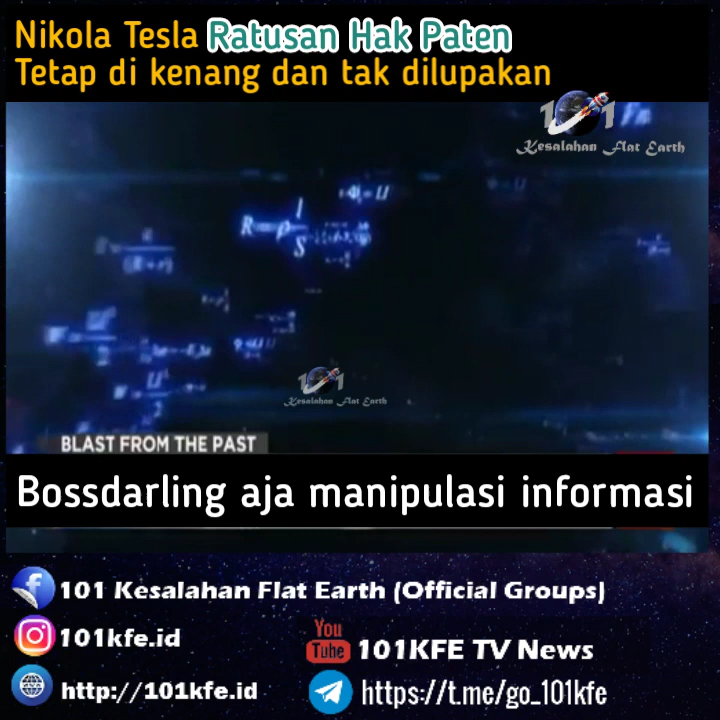 Nikola Tesla Ratusan Hak Paten
Tetap di kenang dan tak dilupakan
101
Kesalahan Flat Earth
R=ρ l/S
101
Kesalahan Flat Earth
BLAST FROM THE PAST
Bossdarling aja manipulasi informasi
101 Kesalahan Flat Earth (Official Groups)
101kfe.id
You Tube 101KFE TV News
http://101kfe.id
https://t.me/go_101kfe